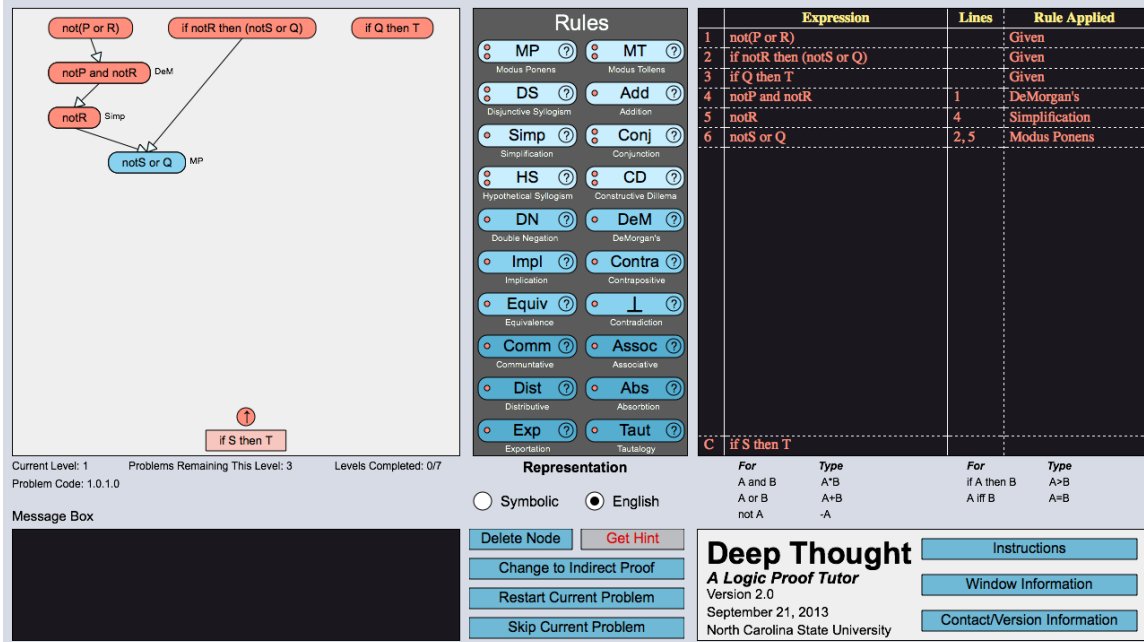 not(P or R)
if notR then (notS or Q)
if Q then T
notP and notR
DeM
notR
Simp
notS or Q
MP
↑
if S then T
Current Level: 1
Problems Remaining This Level: 3
Levels Completed: 0/7
Problem Code: 1.0.1.0
Message Box
Rules
MP ?
MT ?
Modus Ponens
Modus Tollens
DS ?
Add ?
Disjunctive Syllogism
Addition
Simp ?
Conj ?
Simplification
Conjunction
HS ?
CD ?
Hypothetical Syllogism
Constructive Dillema
DN ?
DeM ?
Double Negation
DeMorgan's
Impl ?
Contra ?
Implication
Contrapositive
Equiv ?
⊥ ?
Equivalence
Contradiction
Comm ?
Assoc ?
Communtative
Associative
Dist ?
Abs ?
Distributive
Absorbtion
Exp ?
Taut ?
Exportation
Tautalogy
Representation
Symbolic
English
Delete Node
Get Hint
Change to Indirect Proof
Restart Current Problem
Skip Current Problem
Expression Lines Rule Applied
1 not(P or R) Given
2 if notR then (notS or Q) Given
3 if Q then T Given
4 notP and notR 1 DeMorgan's
5 notR 4 Simplification
6 notS or Q 2, 5 Modus Ponens
C if S then T
For Type For Type
A and B A*B if A then B A>B
A or B A+B A iff B A=B
not A -A
Deep Thought
A Logic Proof Tutor
Version 2.0
September 21, 2013
North Carolina State University
Instructions
Window Information
Contact/Version Information